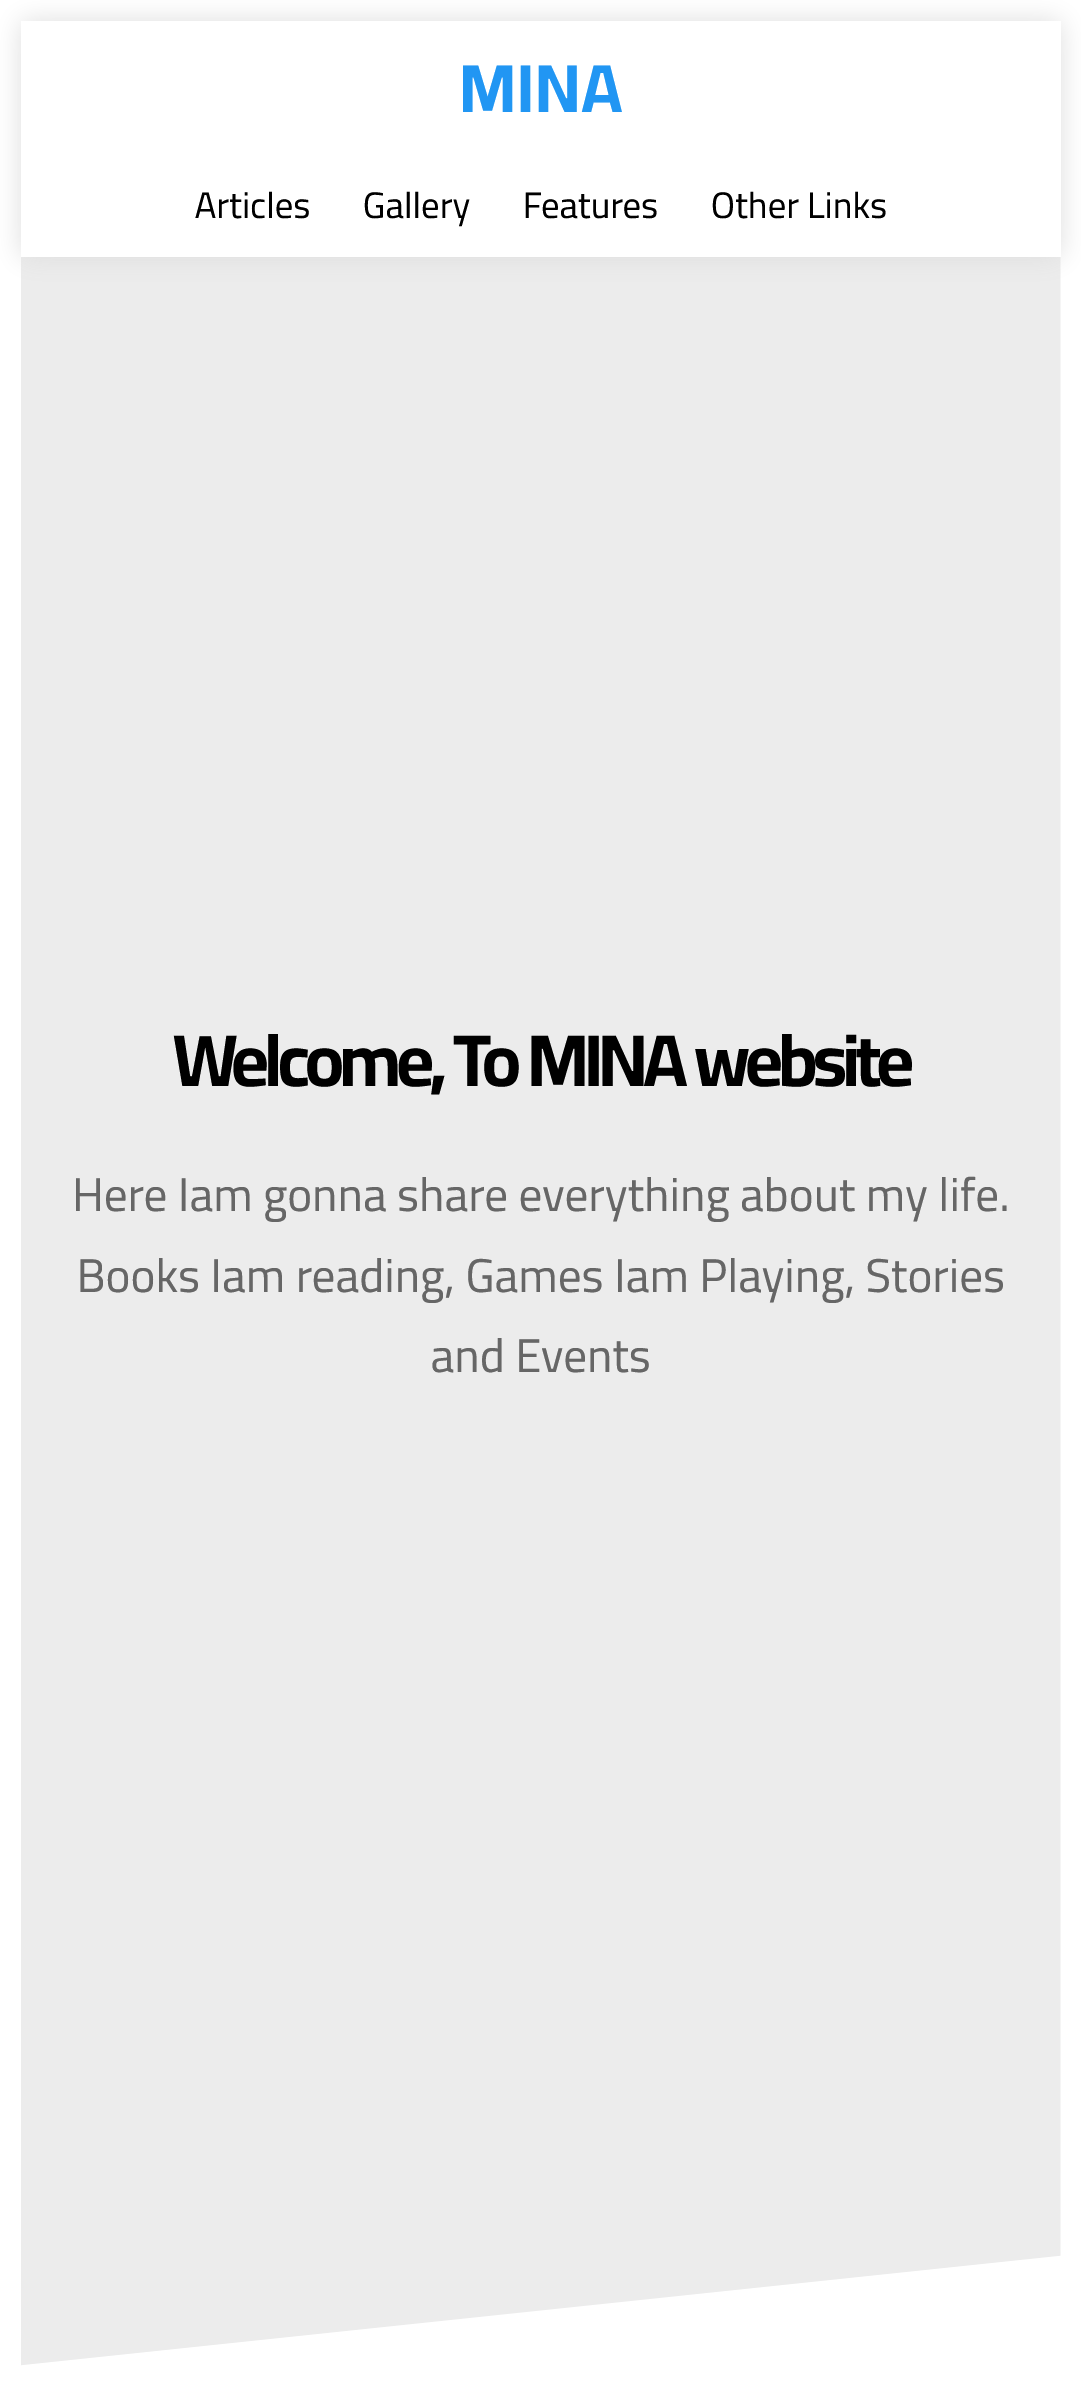 MINA
Articles Gallery Features Other Links
Welcome, To MINA website
Here Iam gonna share everything about my life.
Books Iam reading, Games Iam Playing, Stories
and Events